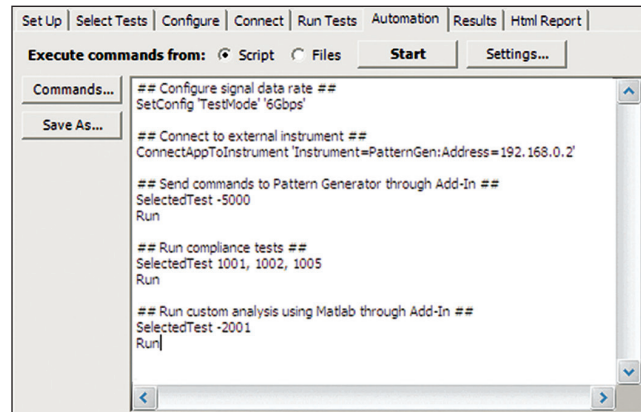 Set Up Select Tests Configure Connect Run Tests Automation Results Html Report
Execute commands from: Script Files Start Settings...
Commands...
Save As...
## Configure signal data rate ##
SetConfig 'TestMode' '6Gbps'
## Connect to external instrument ##
ConnectAppToInstrument 'Instrument=PatternGen:Address=192.168.0.2'
## Send commands to Pattern Generator through Add-In ##
SelectedTest -5000
Run
## Run compliance tests ##
SelectedTest 1001, 1002, 1005
Run
## Run custom analysis using Matlab through Add-In ##
SelectedTest -2001
Run